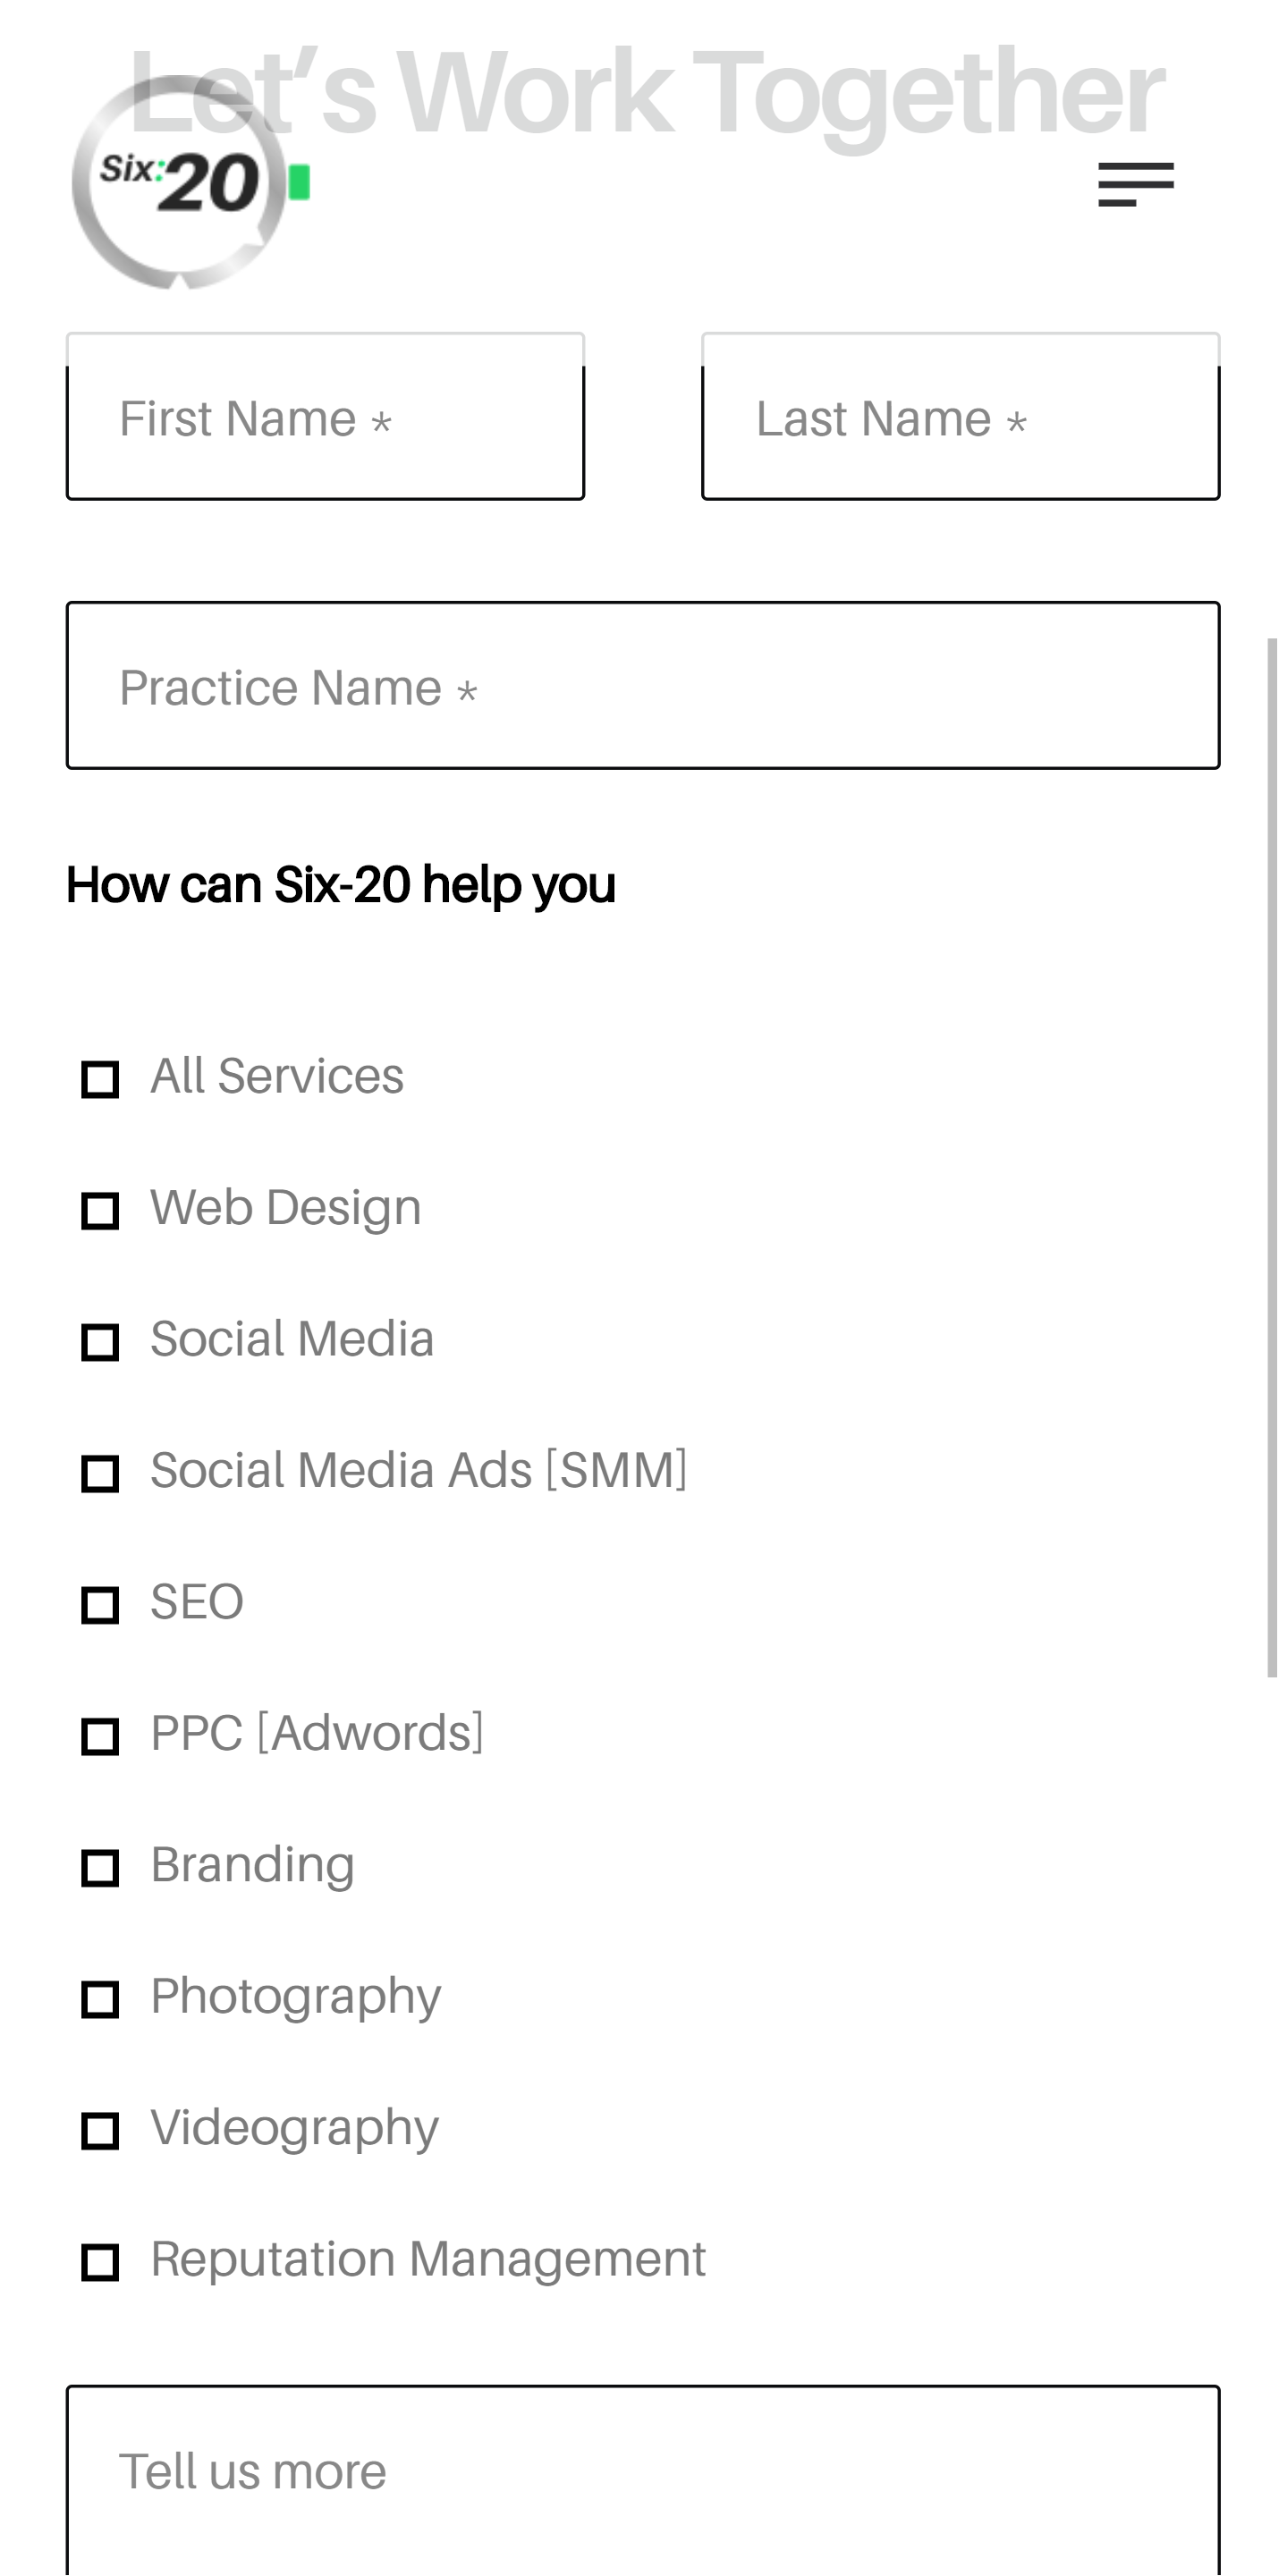 Let’s Work Together
Six:20
First Name *
Last Name *
Practice Name *
How can Six-20 help you
All Services
Web Design
Social Media
Social Media Ads [SMM]
SEO
PPC [Adwords]
Branding
Photography
Videography
Reputation Management
Tell us more